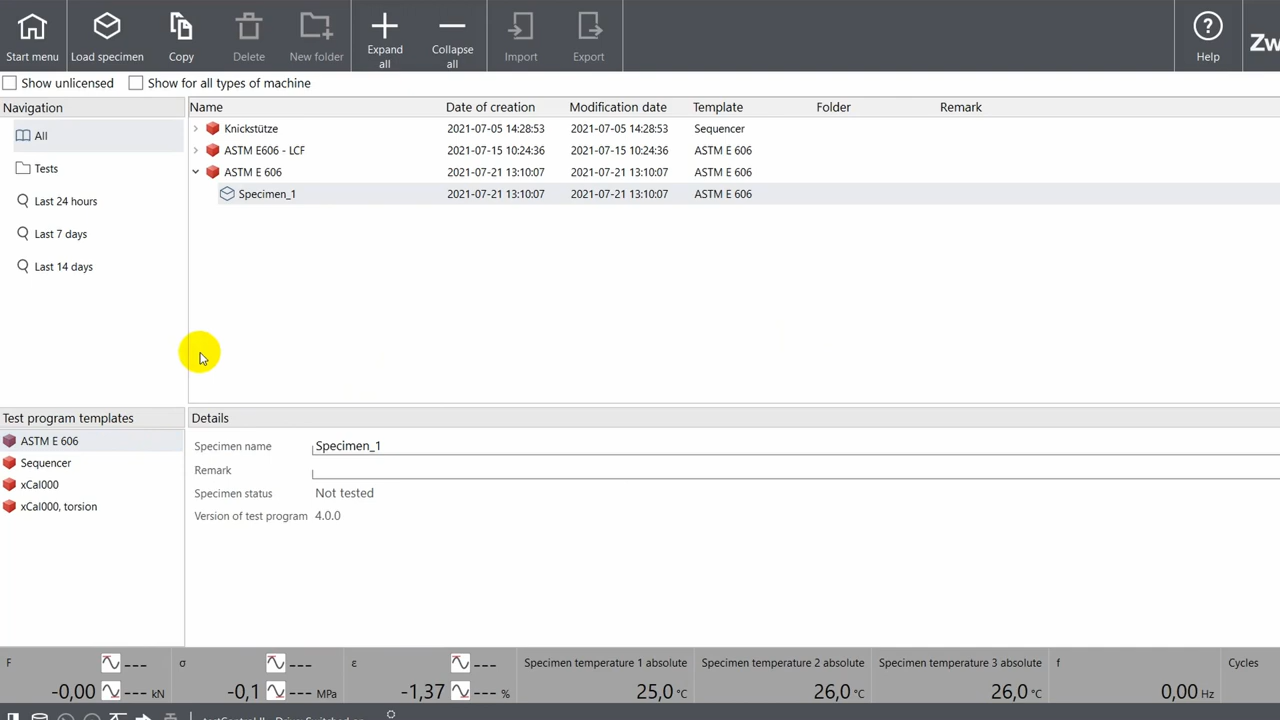 Start menu
Load specimen
Copy
Delete
New folder
Expand all
Collapse all
Import
Export
Help
Zw
Show unlicensed
Show for all types of machine
Navigation
All
Tests
Last 24 hours
Last 7 days
Last 14 days
Name Date of creation Modification date Template Folder Remark
Knickstütze 2021-07-05 14:28:53 2021-07-05 14:28:53 Sequencer
ASTM E606 - LCF 2021-07-15 10:24:36 2021-07-15 10:24:36 ASTM E 606
ASTM E 606 2021-07-21 13:10:07 2021-07-21 13:10:07 ASTM E 606
Specimen_1 2021-07-21 13:10:07 2021-07-21 13:10:07 ASTM E 606
Test program templates
ASTM E 606
Sequencer
xCal000
xCal000, torsion
Details
Specimen name Specimen_1
Remark
Specimen status Not tested
Version of test program 4.0.0
F --- σ --- ε --- Specimen temperature 1 absolute Specimen temperature 2 absolute Specimen temperature 3 absolute f Cycles
-0,00 --- kN -0,1 --- MPa -1,37 --- % 25,0 °C 26,0 °C 26,0 °C 0,00 Hz